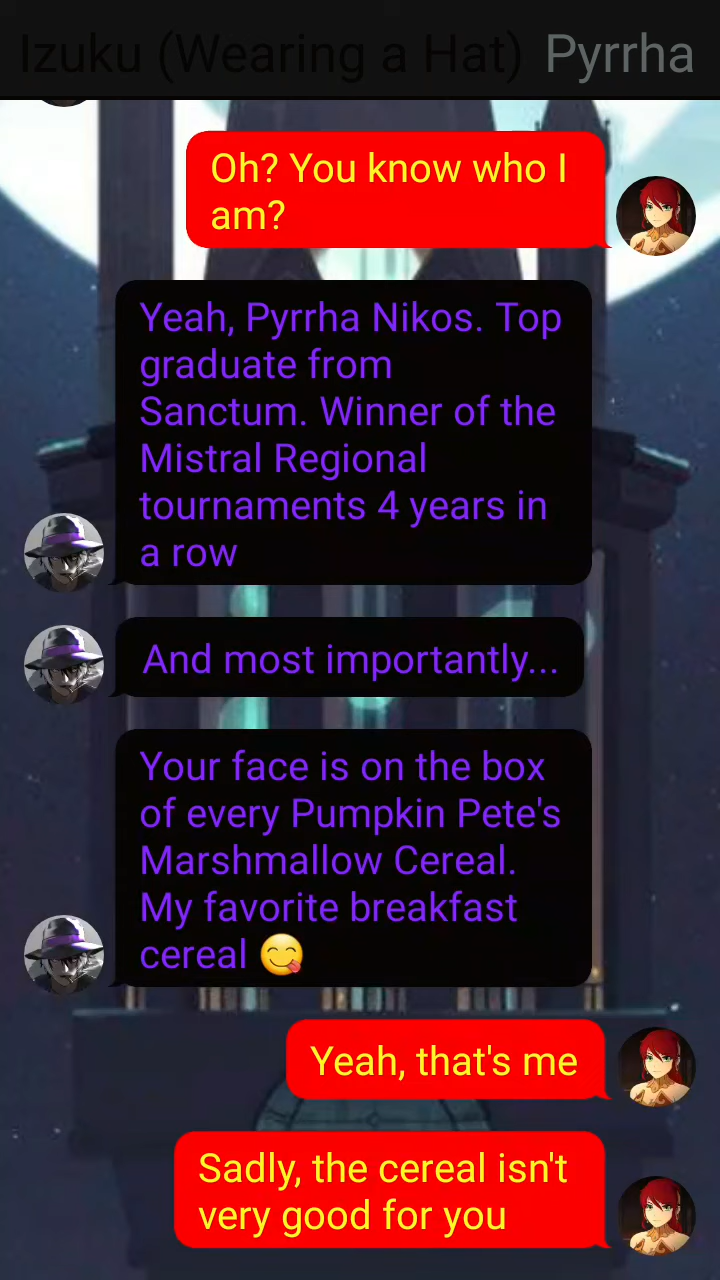 Izuku (Wearing a Hat) Pyrrha
Oh? You know who I
am?
Yeah, Pyrrha Nikos. Top
graduate from
Sanctum. Winner of the
Mistral Regional
tournaments 4 years in
a row
And most importantly...
Your face is on the box
of every Pumpkin Pete's
Marshmallow Cereal.
My favorite breakfast
cereal 😋
Yeah, that's me
Sadly, the cereal isn't
very good for you